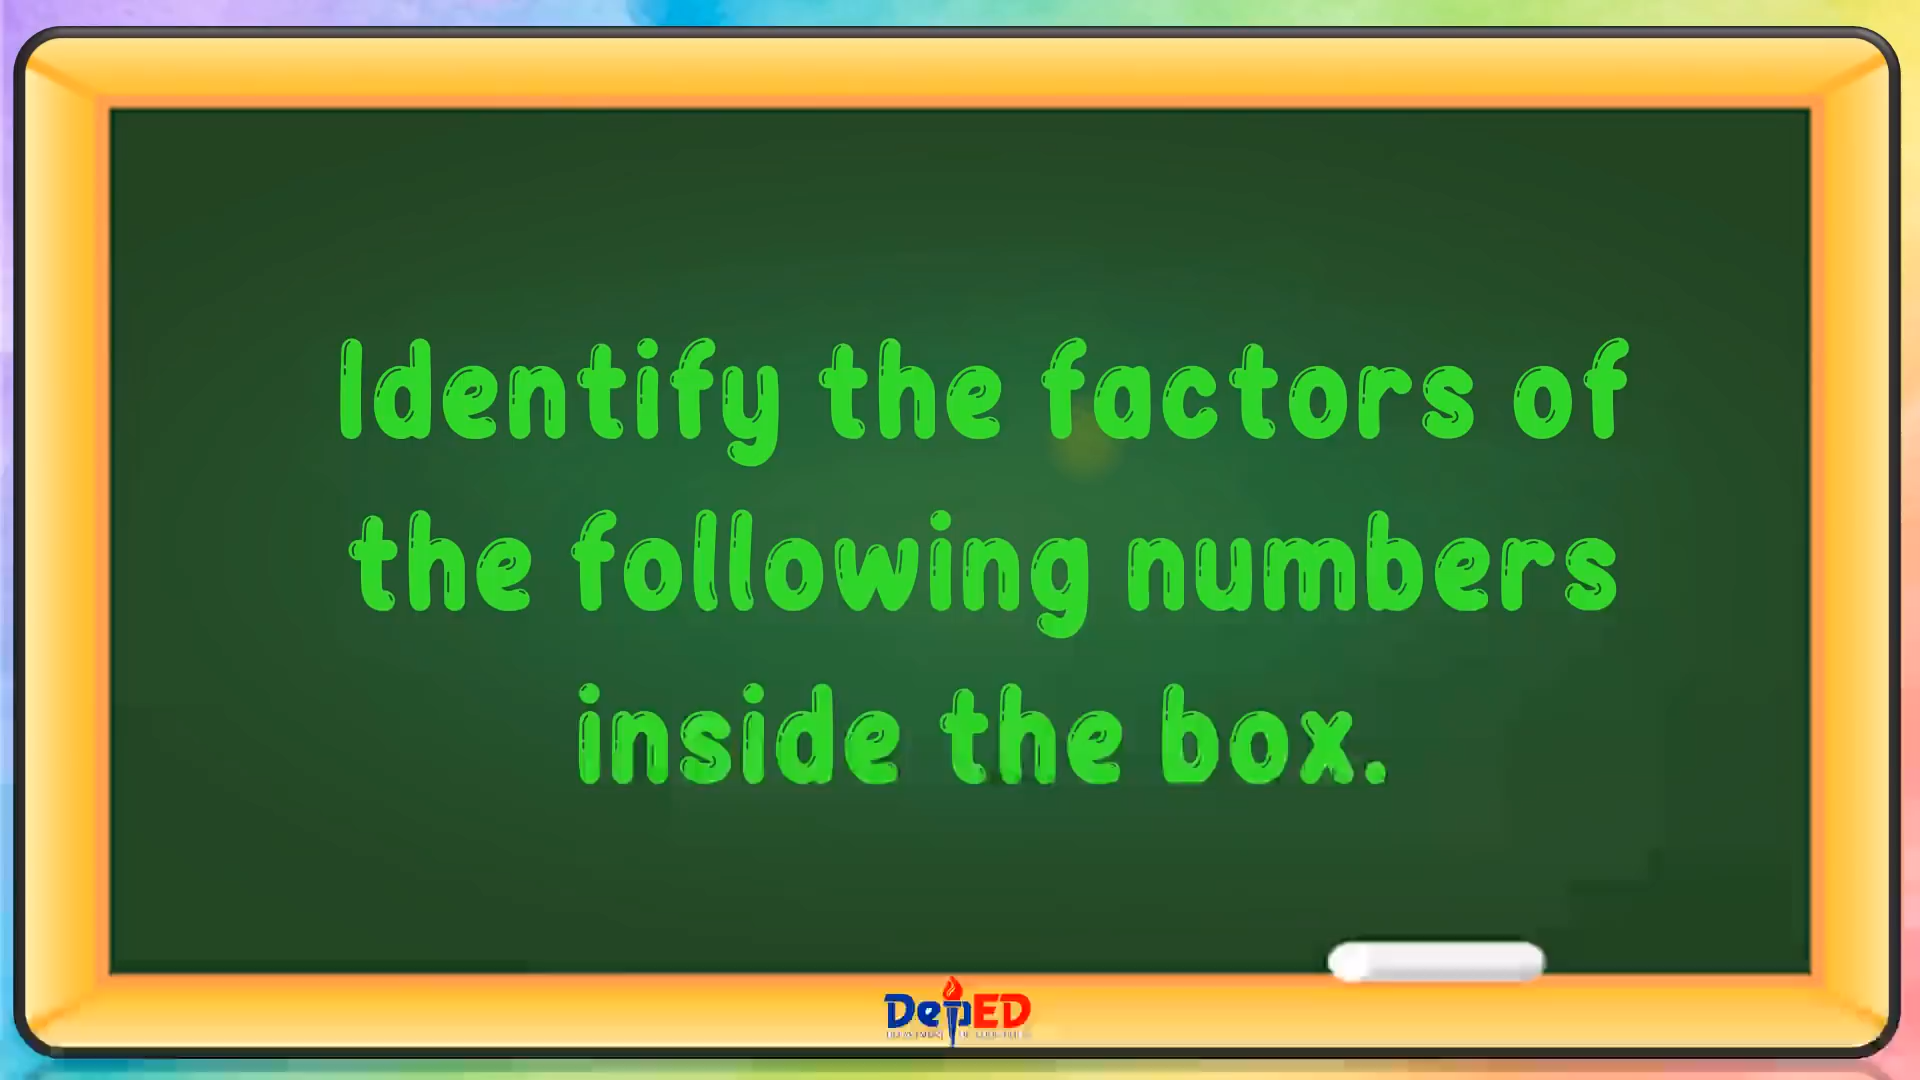 Identify the factors of
the following numbers
inside the box.
DepED